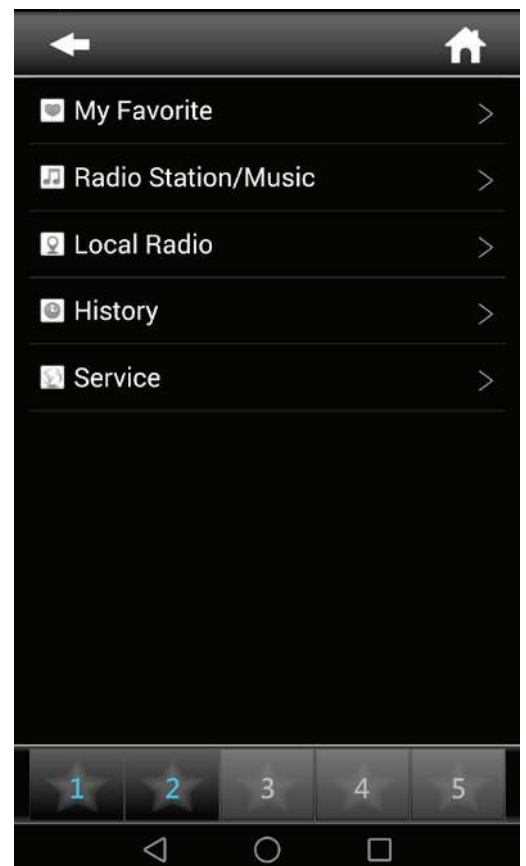 My Favorite
Radio Station/Music
Local Radio
History
Service
1 2 3 4 5